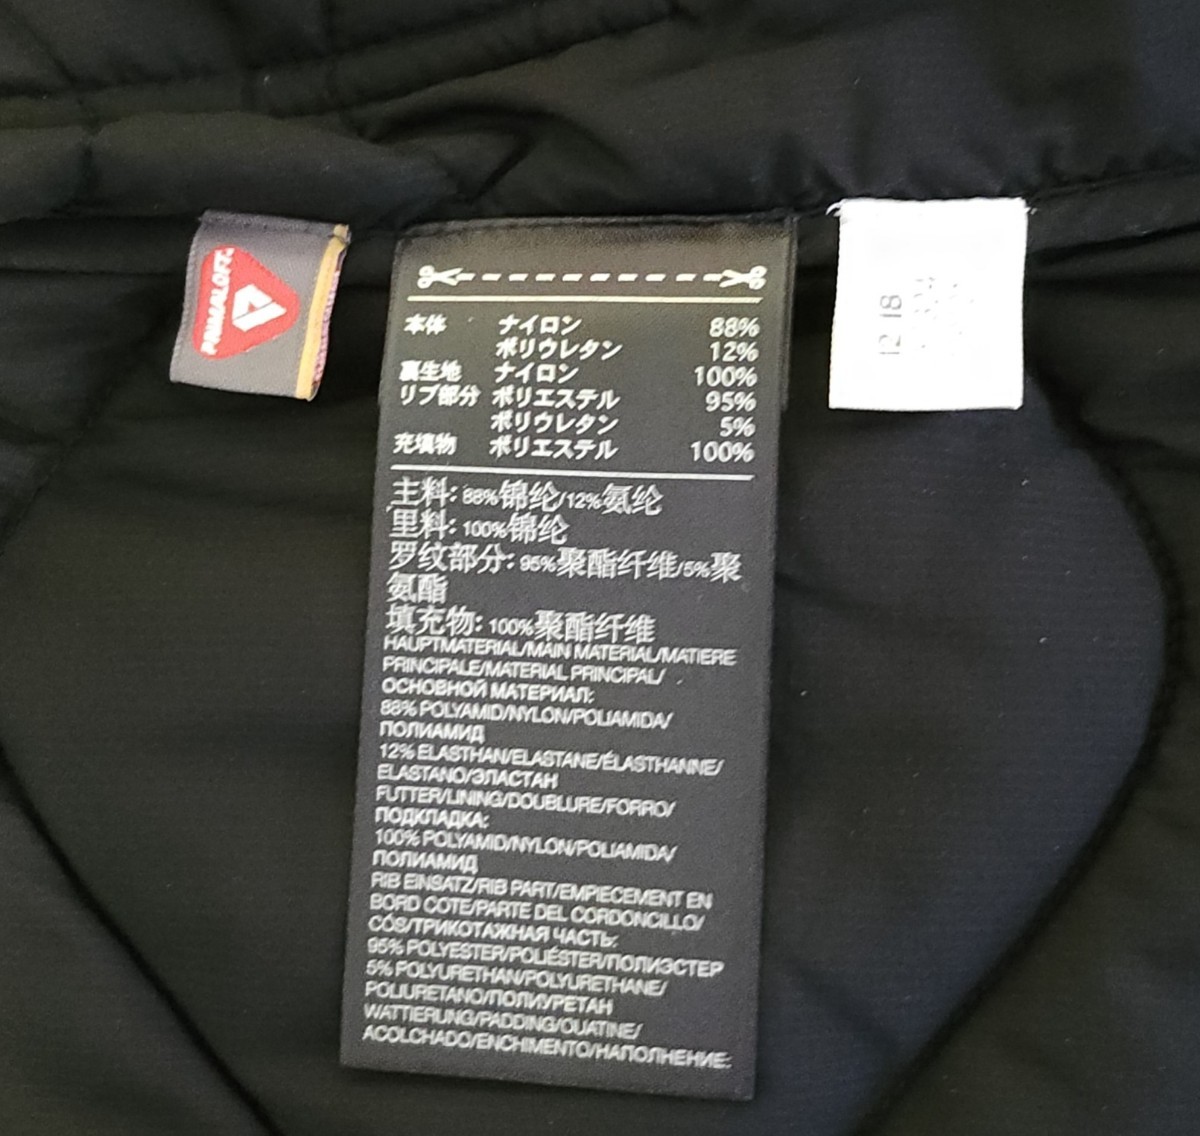 PRIMALOFT
本体 ナイロン 88%
ポリウレタン 12%
裏生地 ナイロン 100%
リブ部分 ポリエステル 95%
ポリウレタン 5%
充填物 ポリエステル 100%
主料: 88%锦纶/12%氨纶
里料: 100%锦纶
罗纹部分: 95%聚酯纤维/5%聚
氨酯
填充物: 100%聚酯纤维
HAUPTMATERIAL/MAIN MATERIAL/MATIERE
PRINCIPALE/MATERIAL PRINCIPAL/
ОСНОВНОЙ МАТЕРИАЛ:
88% POLYAMID/NYLON/POLIAMIDA/
ПОЛИАМИД
12% ELASTHAN/ELASTANE/ÉLASTHANNE/
ELASTANO/ЭЛАСТАН
FUTTER/LINING/DOUBLURE/FORRO/
ПОДКЛАДКА:
100% POLYAMID/NYLON/POLIAMIDA/
ПОЛИАМИД
RIB EINSATZ/RIB PART/EMPIECEMENT EN
BORD COTE/PARTE DEL CORDONCILLO/
CÓS/ТРИКОТАЖНАЯ ЧАСТЬ:
95% POLYESTER/POLIÉSTER/ПОЛИЭСТЕР
5% POLYURETHAN/POLYURETHANE/
POLIURETANO/ПОЛИУРЕТАН
WATTIERUNG/PADDING/OUATINE/
ACOLCHADO/ENCHIMENTO/НАПОЛНЕНИЕ:
12 18